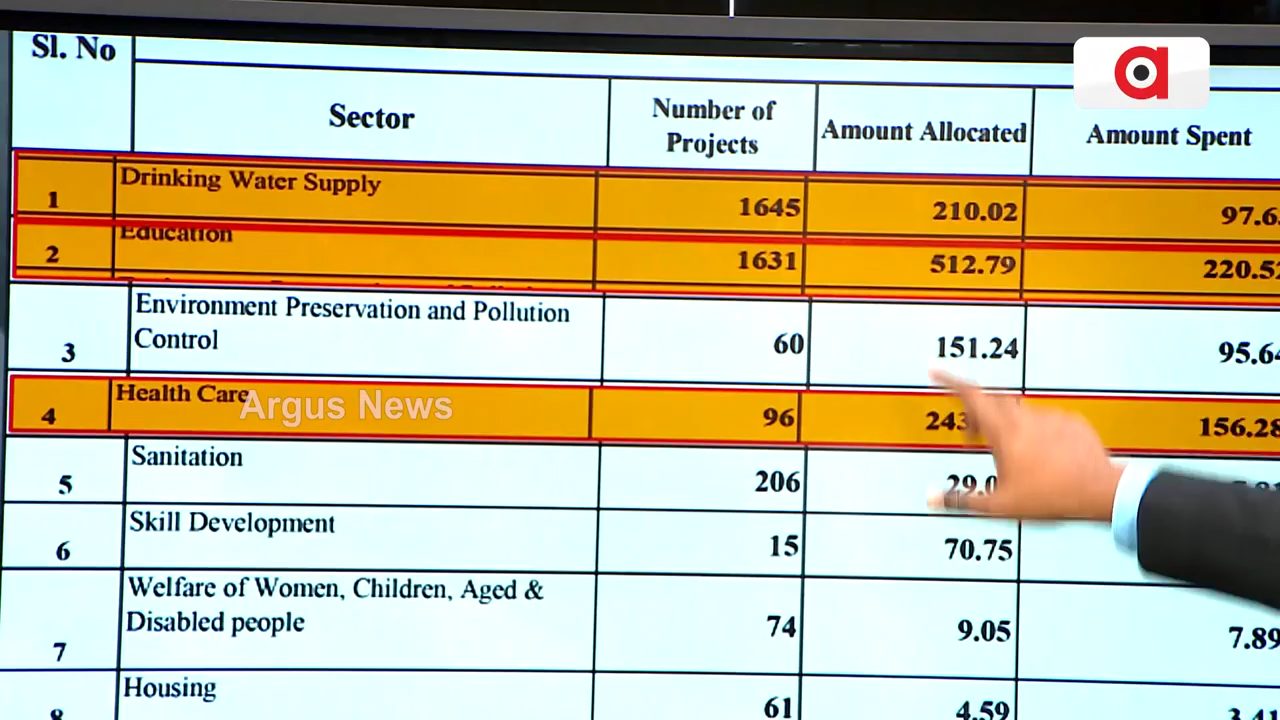 Sl. No
Sector
Number of
Projects
Amount Allocated
Amount Spent
1
Drinking Water Supply
1645
210.02
97.6
2
Education
1631
512.79
220.52
3
Environment Preservation and Pollution
Control
60
151.24
95.64
4
Health Care
96
243
156.28
Argus News
5
Sanitation
206
29.0
6
Skill Development
15
70.75
7
Welfare of Women, Children, Aged &
Disabled people
74
9.05
7.89
8
Housing
61
4.59
3.41